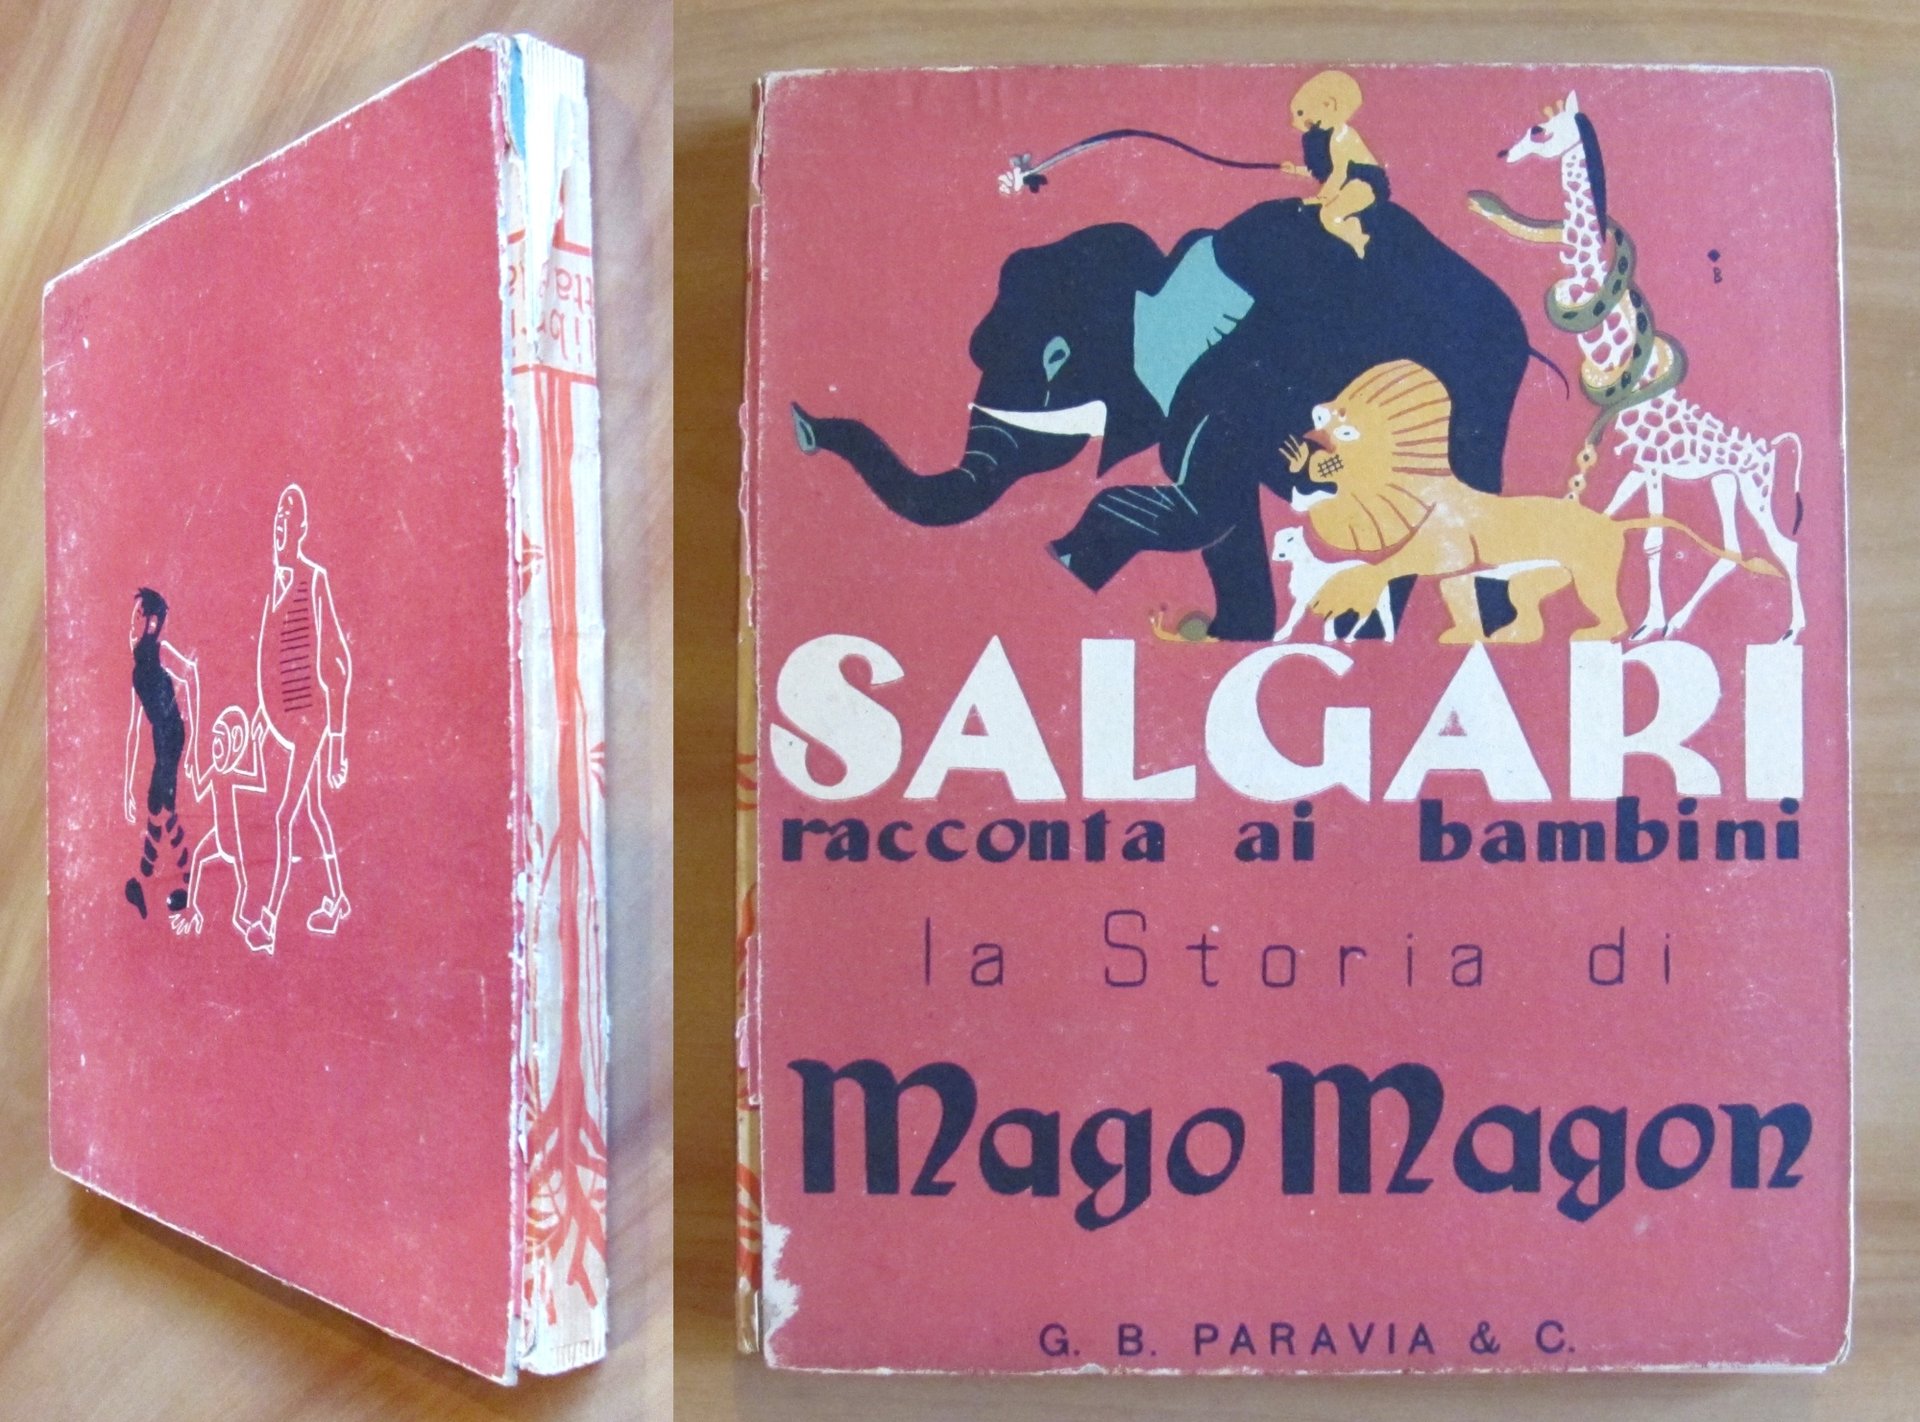 SALGARI
racconta ai bambini
la Storia di
Mago Magon
G. B. PARAVIA & C.
B